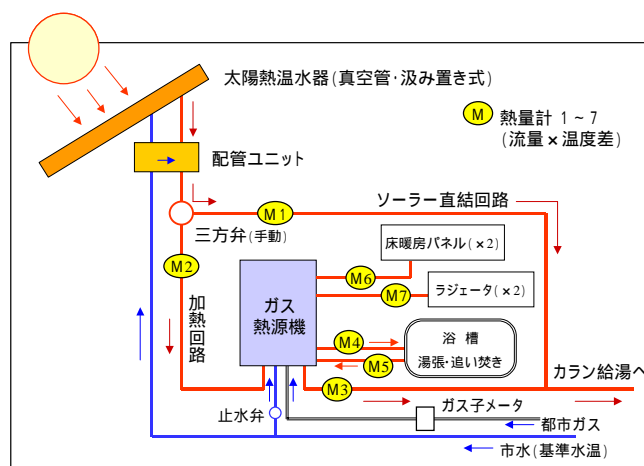 太陽熱温水器(真空管・汲み置き式)
M 熱量計 1~7
(流量×温度差)
配管ユニット
ソーラー直結回路
M1
三方弁(手動)
床暖房パネル(×2)
M2
M6
ラジェータ(×2)
M7
ガス
熱源機
加熱回路
M4
浴槽
湯張・追い焚き
M5
カラン給湯へ
M3
ガス子メータ
止水弁
都市ガス
市水(基準水温)